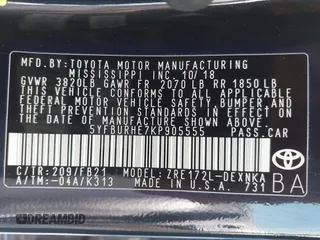 MFD.BY:TOYOTA MOTOR MANUFACTURING
MISSISSIPPI INC. 10/18
GVWR 3820LB GAWR FR 2070 LB RR 1850 LB
THIS VEHICLE CONFORMS TO ALL APPLICABLE
FEDERAL MOTOR VEHICLE SAFETY, BUMPER, AND
THEFT PREVENTION STANDARDS IN EFFECT ON
THE DATE OF MANUFACTURE SHOWN ABOVE.
5YFBURHE7KP905555 PASS.CAR
C/TR:209/FB21 MODEL:ZRE172L-DEXNKA
A/TM:-04A/K313 MADE IN U.S.A. 731
TOYOTA
BA
DREAMBID